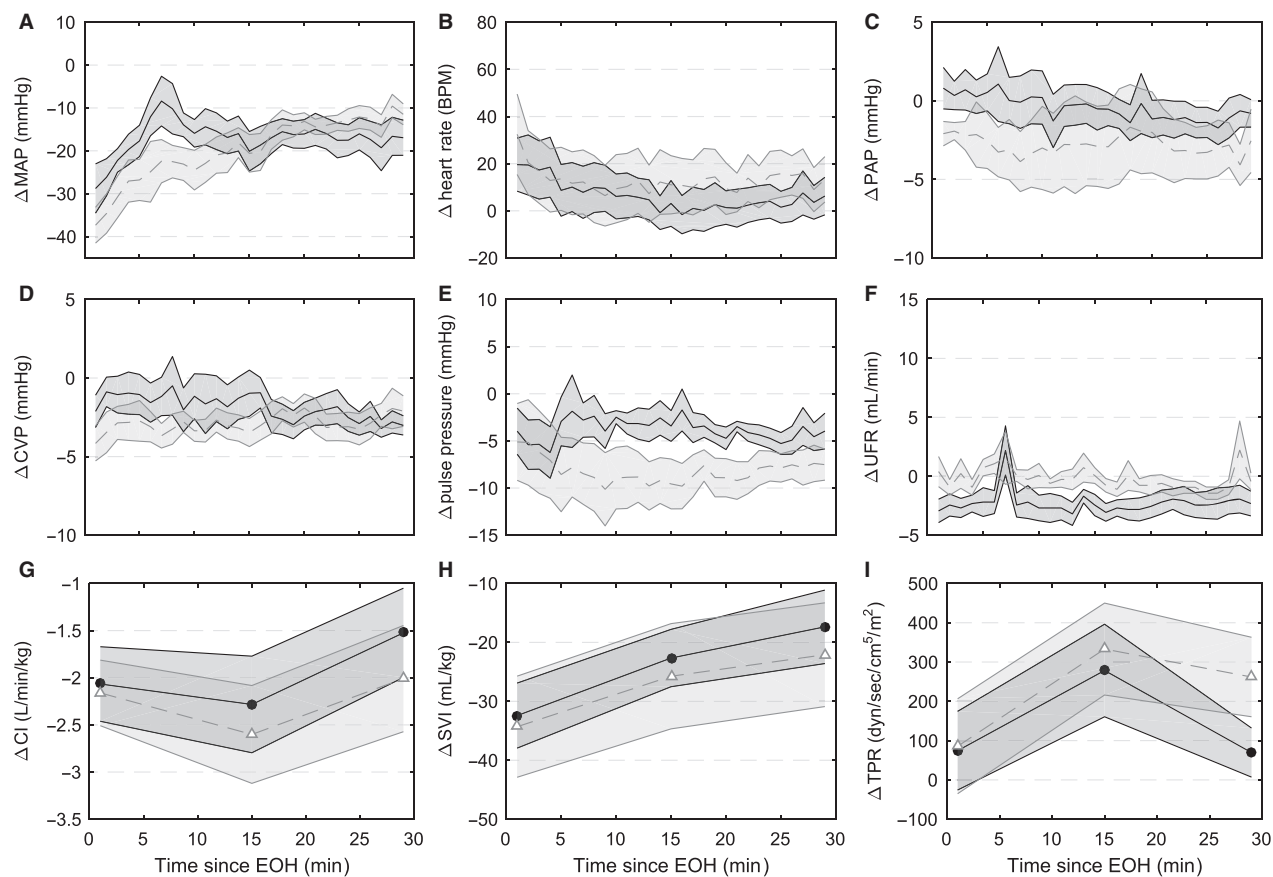 A
ΔMAP (mmHg)
10
0
−10
−20
−30
−40
B
Δ heart rate (BPM)
80
60
40
20
0
−20
C
ΔPAP (mmHg)
5
0
−5
−10
D
ΔCVP (mmHg)
5
0
−5
−10
E
Δpulse pressure (mmHg)
10
5
0
−5
−10
−15
F
ΔUFR (mL/min)
15
10
5
0
−5
G
ΔCI (L/min/kg)
−1
−1.5
−2
−2.5
−3
−3.5
0 5 10 15 20 25 30
Time since EOH (min)
H
ΔSVI (mL/kg)
−10
−20
−30
−40
−50
0 5 10 15 20 25 30
Time since EOH (min)
I
ΔTPR (dyn/sec/cm⁵/m²)
500
400
300
200
100
0
−100
0 5 10 15 20 25 30
Time since EOH (min)